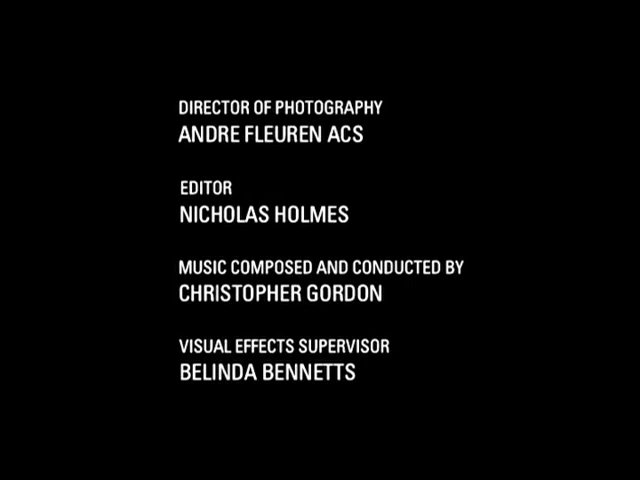 DIRECTOR OF PHOTOGRAPHY
ANDRE FLEUREN ACS
EDITOR
NICHOLAS HOLMES
MUSIC COMPOSED AND CONDUCTED BY
CHRISTOPHER GORDON
VISUAL EFFECTS SUPERVISOR
BELINDA BENNETTS